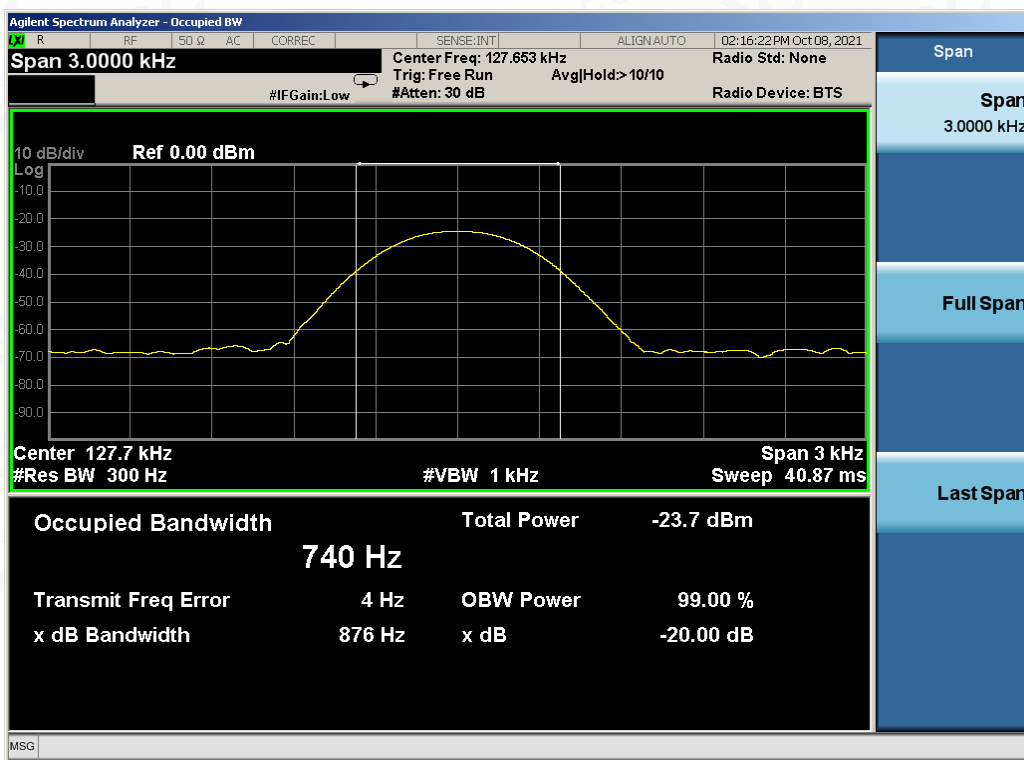 Agilent Spectrum Analyzer - Occupied BW
LXI R RF 50 Ω AC CORREC SENSE:INT ALIGN AUTO 02:16:22 PM Oct 08, 2021
Span 3.0000 kHz
Center Freq: 127.653 kHz
Radio Std: None
Trig: Free Run Avg|Hold:> 10/10
#IFGain:Low
#Atten: 30 dB
Radio Device: BTS
10 dB/div Ref 0.00 dBm
Log
-10.0
-20.0
-30.0
-40.0
-50.0
-60.0
-70.0
-80.0
-90.0
Center 127.7 kHz Span 3 kHz
#Res BW 300 Hz #VBW 1 kHz Sweep 40.87 ms
Occupied Bandwidth Total Power -23.7 dBm
740 Hz
Transmit Freq Error 4 Hz OBW Power 99.00 %
x dB Bandwidth 876 Hz x dB -20.00 dB
MSG
Span
Span
3.0000 kHz
Full Span
Last Span